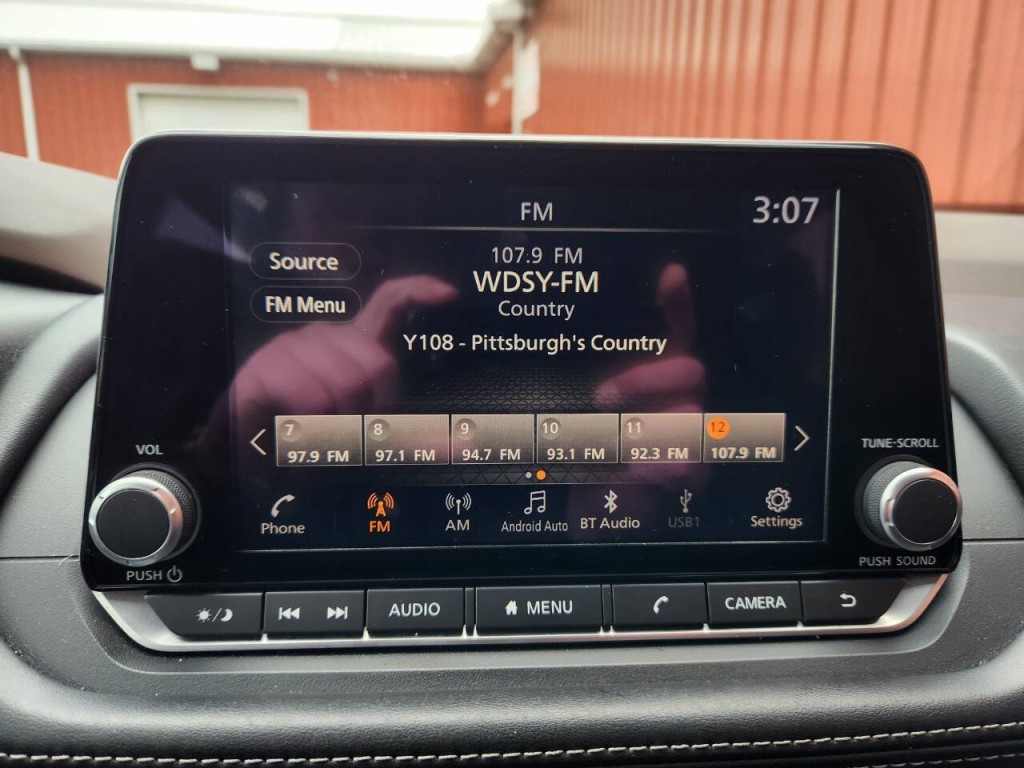 FM 3:07
Source
FM Menu
107.9 FM
WDSY-FM
Country
Y108 - Pittsburgh's Country
7 8 9 10 11 12
97.9 FM 97.1 FM 94.7 FM 93.1 FM 92.3 FM 107.9 FM
VOL
TUNE-SCROLL
Phone FM AM Android Auto BT Audio USB1 Settings
PUSH
PUSH SOUND
AUDIO MENU CAMERA